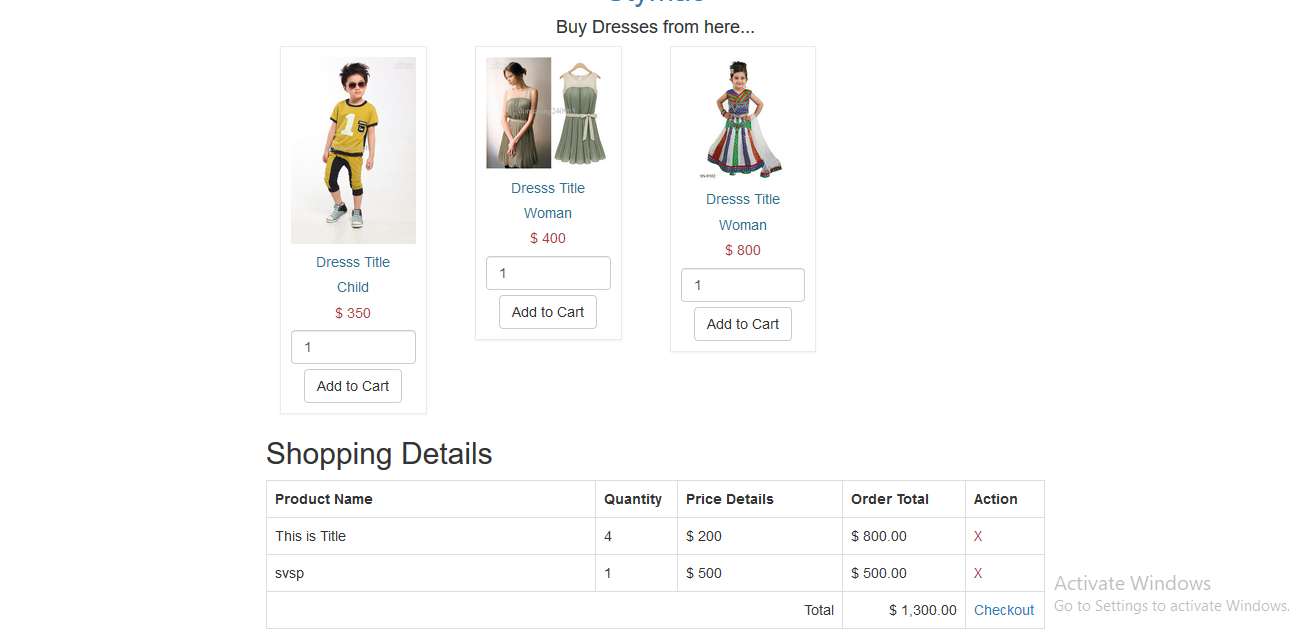 Buy Dresses from here...
Dresss Title
Child
$ 350
1
Add to Cart
Dresss Title
Woman
$ 400
1
Add to Cart
Dresss Title
Woman
$ 800
1
Add to Cart
Shopping Details
Product Name Quantity Price Details Order Total Action
This is Title 4 $ 200 $ 800.00 X
svsp 1 $ 500 $ 500.00 X
Total $ 1,300.00 Checkout
Activate Windows
Go to Settings to activate Windows.